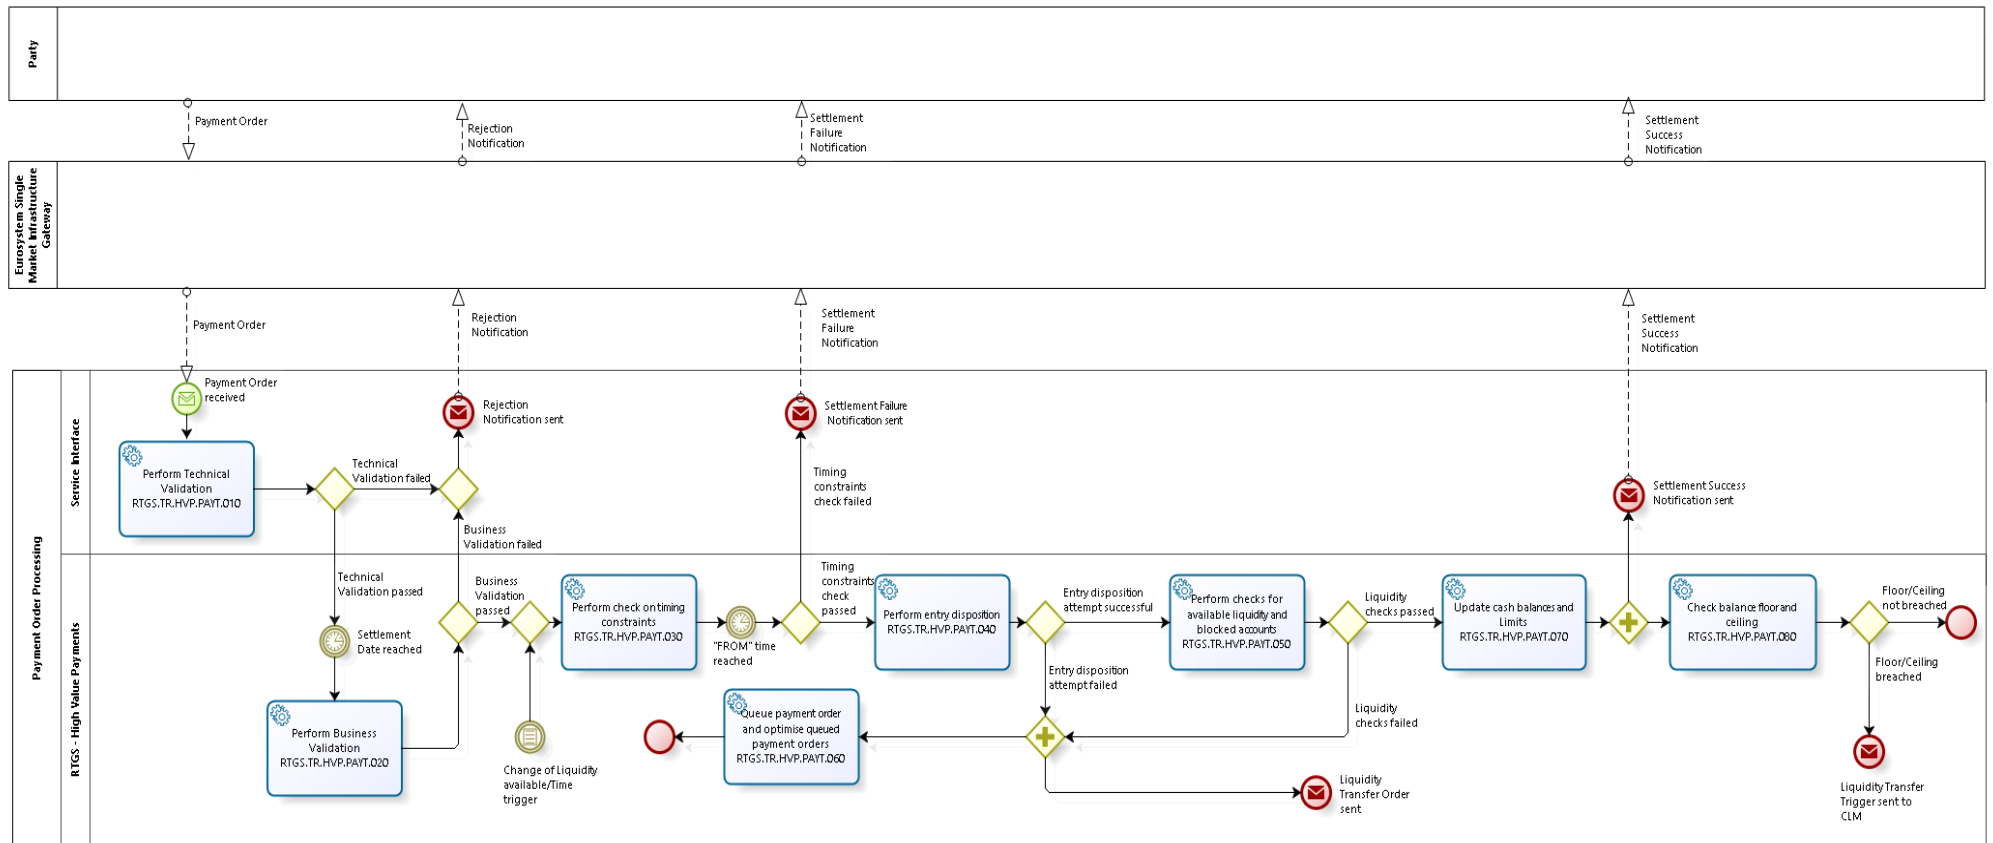 Party
Payment Order
Rejection
Notification
Settlement
Failure
Notification
Settlement
Success
Notification
Eurosystem Single
Market Infrastructure
Gateway
Payment Order
Rejection
Notification
Settlement
Failure
Notification
Settlement
Success
Notification
Payment Order Processing
Service Interface
Payment Order
received
Perform Technical
Validation
RTGS.TR.HVP.PAYT.010
Technical
Validation failed
Rejection
Notification sent
Business
Validation failed
Settlement Failure
Notification sent
Timing
constraints
check failed
Settlement Success
Notification sent
RTGS - High Value Payments
Technical
Validation passed
Settlement
Date reached
Perform Business
Validation
RTGS.TR.HVP.PAYT.020
Business
Validation
passed
Change of Liquidity
available/Time
trigger
Perform check on timing
constraints
RTGS.TR.HVP.PAYT.030
"FROM" time
reached
Timing
constraints
check
passed
Perform entry disposition
RTGS.TR.HVP.PAYT.040
Entry disposition
attempt successful
Entry disposition
attempt failed
Queue payment order
and optimise queued
payment orders
RTGS.TR.HVP.PAYT.060
Perform checks for
available liquidity and
blocked accounts
RTGS.TR.HVP.PAYT.050
Liquidity
checks passed
Liquidity
checks failed
Liquidity
Transfer Order
sent
Update cash balances and
Limits
RTGS.TR.HVP.PAYT.070
Check balance floor and
ceiling
RTGS.TR.HVP.PAYT.080
Floor/Ceiling
not breached
Floor/Ceiling
breached
Liquidity Transfer
Trigger sent to
CLM